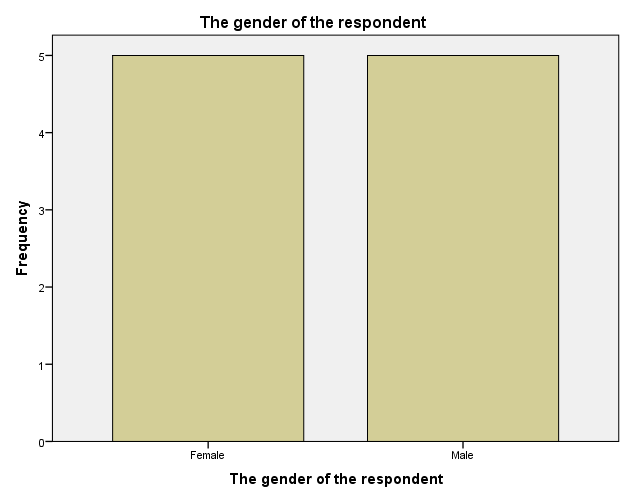 The gender of the respondent
5
4
3
2
1
0
Frequency
Female Male
The gender of the respondent